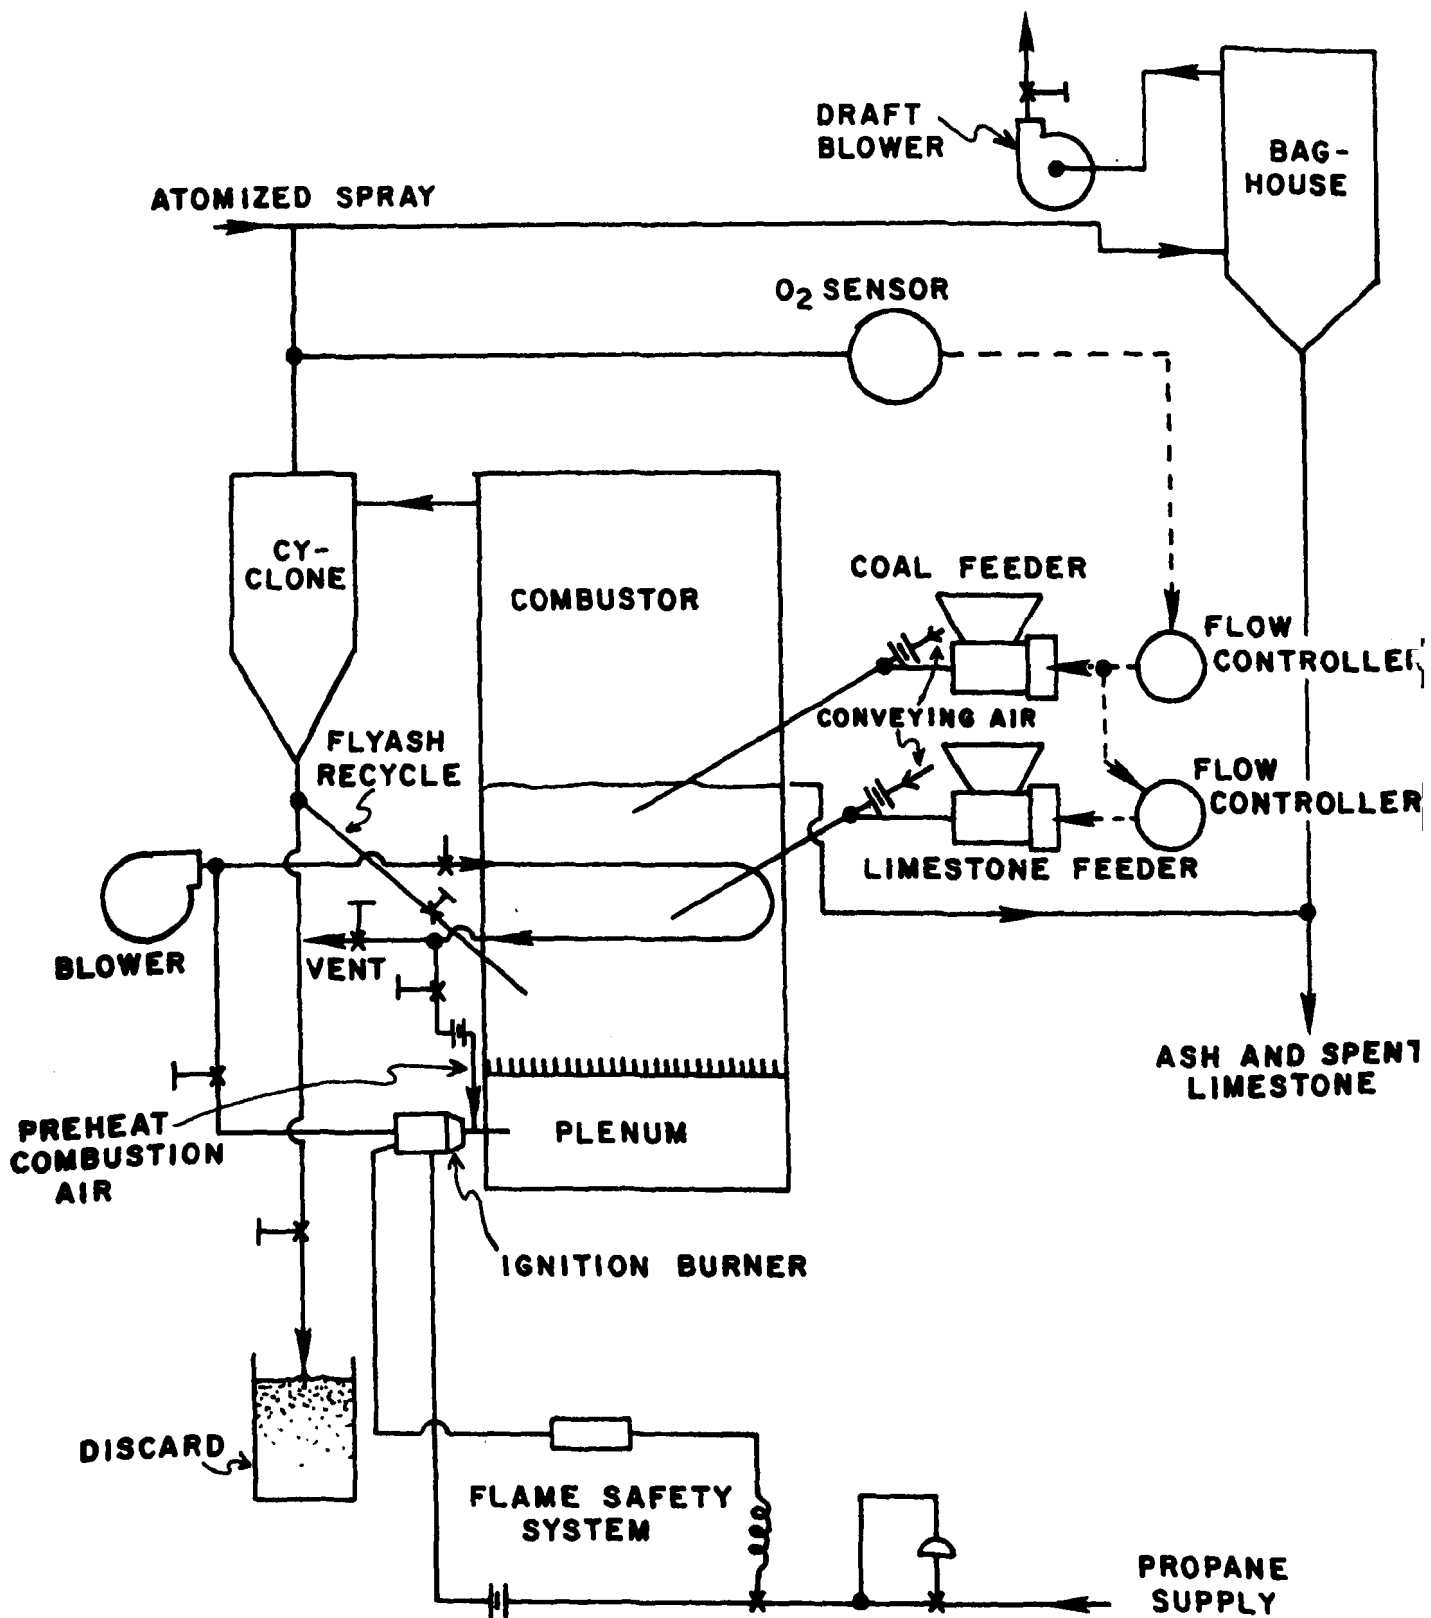 DRAFT
BLOWER
BAG-
HOUSE
ATOMIZED SPRAY
O2 SENSOR
CY-
CLONE
COMBUSTOR
COAL FEEDER
FLOW
CONTROLLER
CONVEYING AIR
FLYASH
RECYCLE
FLOW
CONTROLLER
LIMESTONE FEEDER
BLOWER
VENT
ASH AND SPENT
LIMESTONE
PREHEAT
COMBUSTION
AIR
PLENUM
IGNITION BURNER
DISCARD
FLAME SAFETY
SYSTEM
PROPANE
SUPPLY